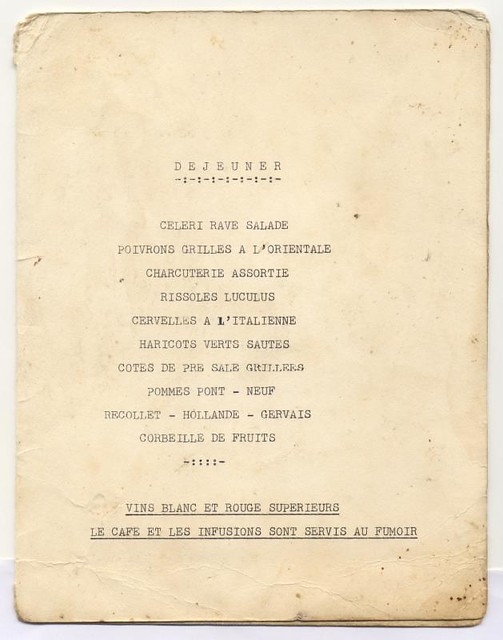 D E J E U N E R
-:-:-:-:-:-:-:-
CELERI RAVE SALADE
POIVRONS GRILLES A L'ORIENTALE
CHARCUTERIE ASSORTIE
RISSOLES LUCULUS
CERVELLES A L'ITALIENNE
HARICOTS VERTS SAUTES
COTES DE PRE SALE GRILLEES
POMMES PONT - NEUF
RECOLLET - HOLLANDE - GERVAIS
CORBEILLE DE FRUITS
-::::-
VINS BLANC ET ROUGE SUPERIEURS
LE CAFE ET LES INFUSIONS SONT SERVIS AU FUMOIR